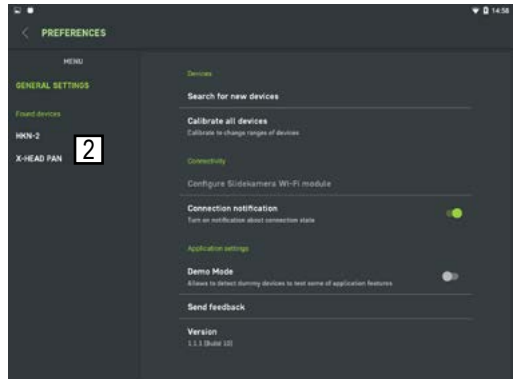 14:58
PREFERENCES
MENU
GENERAL SETTINGS
Found devices
HKN-2
X-HEAD PAN
2
Devices
Search for new devices
Calibrate all devices
Calibrate to change ranges of devices
Connectivity
Configure Slidekamera Wi-Fi module
Connection notification
Turn on notification about connection state
Application settings
Demo Mode
Allows to detect dummy devices to test some of application features
Send feedback
Version
1.1.1 (Build 10)